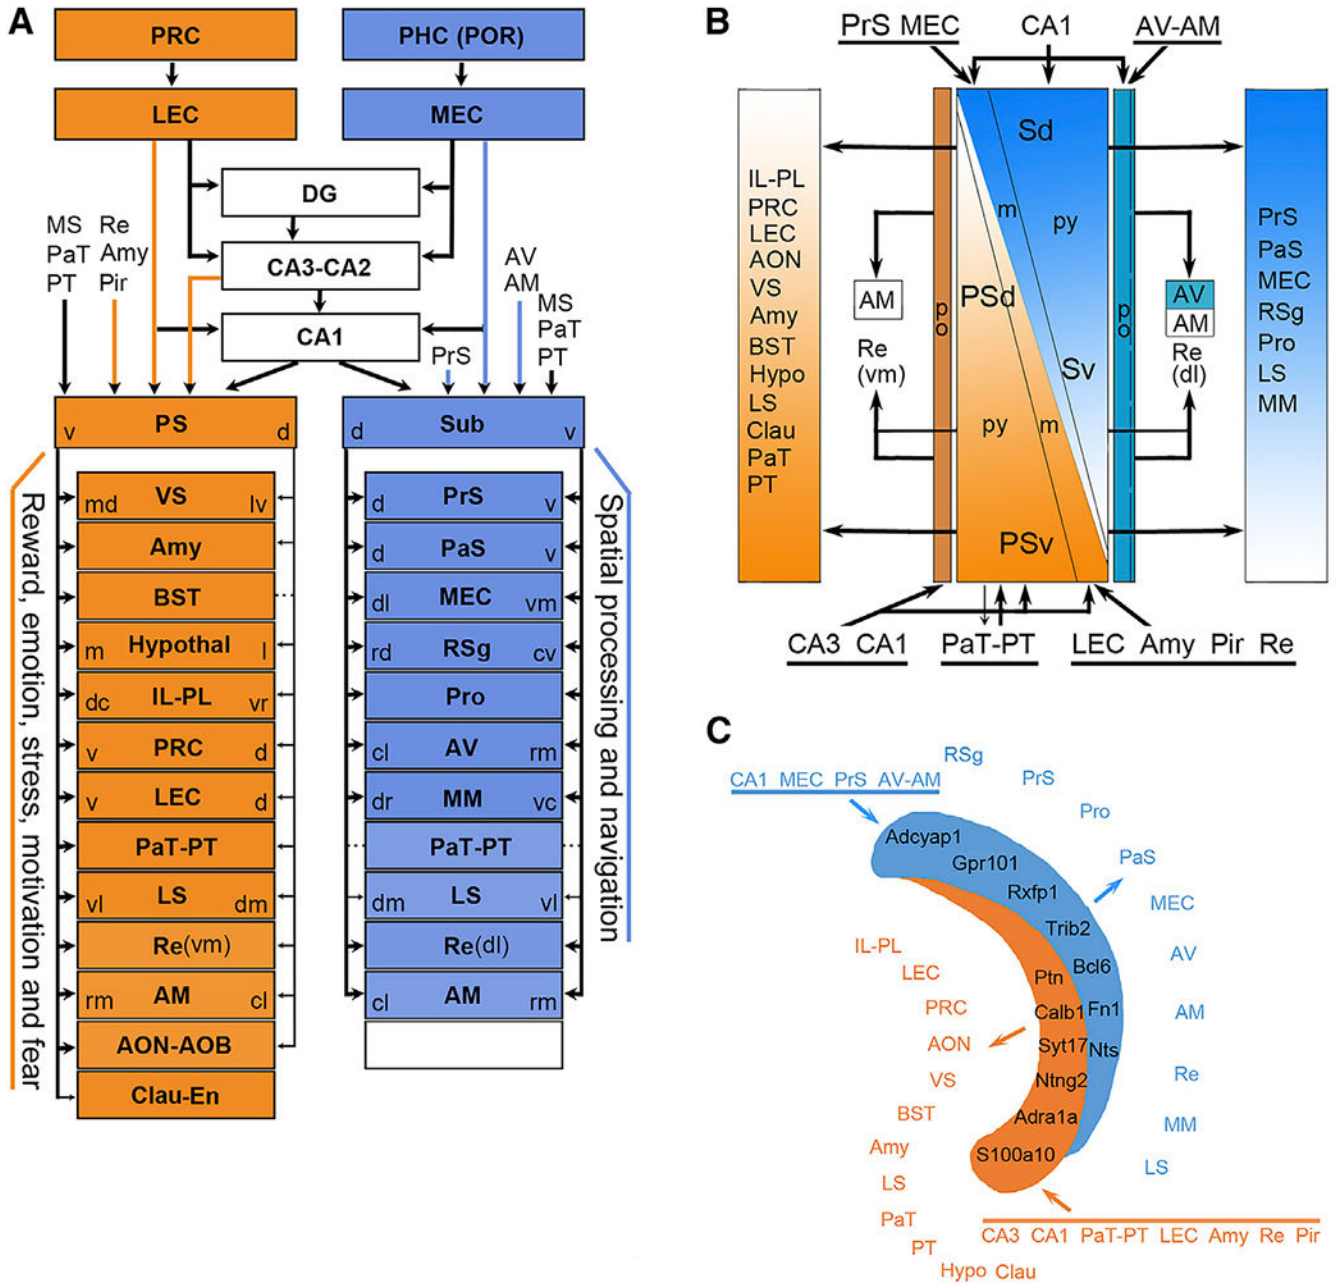 A
PRC
PHC (POR)
LEC
MEC
DG
CA3-CA2
CA1
MS
PaT
PT
Re
Amy
Pir
AV
AM
MS
PaT
PT
PrS
v PS d
d Sub v
md VS lv
Amy
BST
m Hypothal l
dc IL-PL vr
v PRC d
v LEC d
PaT-PT
vl LS dm
Re(vm)
rm AM cl
AON-AOB
Clau-En
Reward, emotion, stress, motivation and fear
d PrS v
d PaS v
dl MEC vm
rd RSg cv
Pro
cl AV rm
dr MM vc
PaT-PT
dm LS vl
Re(dl)
cl AM rm
Spatial processing and navigation
B
PrS MEC
CA1
AV-AM
IL-PL
PRC
LEC
AON
VS
Amy
BST
Hypo
LS
Clau
PaT
PT
AM
Re
(vm)
po
Sd
m
py
PSd
Sv
py
m
PSv
po
AV
AM
Re
(dl)
PrS
PaS
MEC
RSg
Pro
LS
MM
CA3 CA1
PaT-PT
LEC Amy Pir Re
C
CA1 MEC PrS AV-AM
RSg
PrS
Pro
PaS
MEC
AV
AM
Re
MM
LS
Adcyap1
Gpr101
Rxfp1
Trib2
Bcl6
Fn1
Nts
Ptn
Calb1
Syt17
Ntng2
Adra1a
S100a10
IL-PL
LEC
PRC
AON
VS
BST
Amy
LS
PaT
PT
Hypo
Clau
CA3 CA1 PaT-PT LEC Amy Re Pir